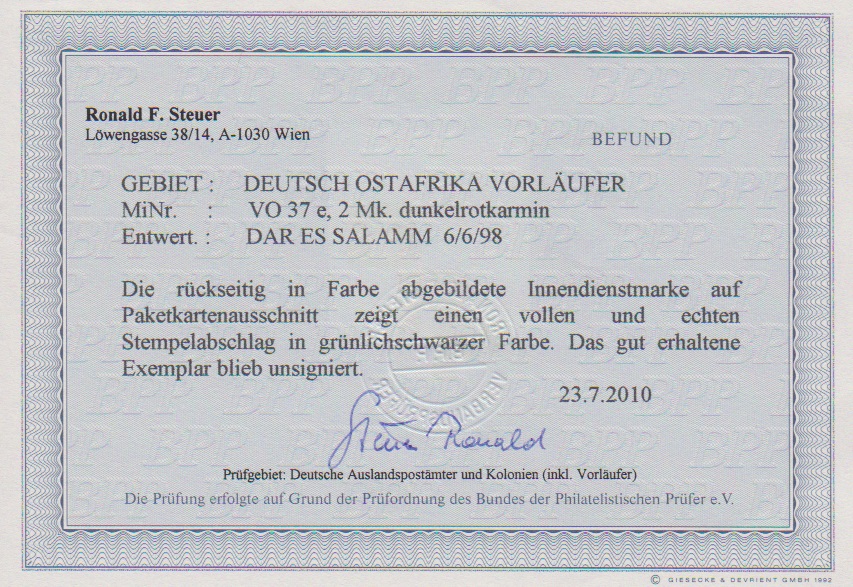 Ronald F. Steuer
Löwengasse 38/14, A-1030 Wien
BEFUND
GEBIET : DEUTSCH OSTAFRIKA VORLÄUFER
MiNr. : VO 37 e, 2 Mk. dunkelrotkarmin
Entwert. : DAR ES SALAMM 6/6/98
Die rückseitig in Farbe abgebildete Innendienstmarke auf
Paketkartenausschnitt zeigt einen vollen und echten
Stempelabschlag in grünlichschwarzer Farbe. Das gut erhaltene
Exemplar blieb unsigniert.
23.7.2010
Steuer Ronald
Prüfgebiet: Deutsche Auslandspostämter und Kolonien (inkl. Vorläufer)
Die Prüfung erfolgte auf Grund der Prüfordnung des Bundes der Philatelistischen Prüfer e.V.
© GIESECKE & DEVRIENT GMBH 1992